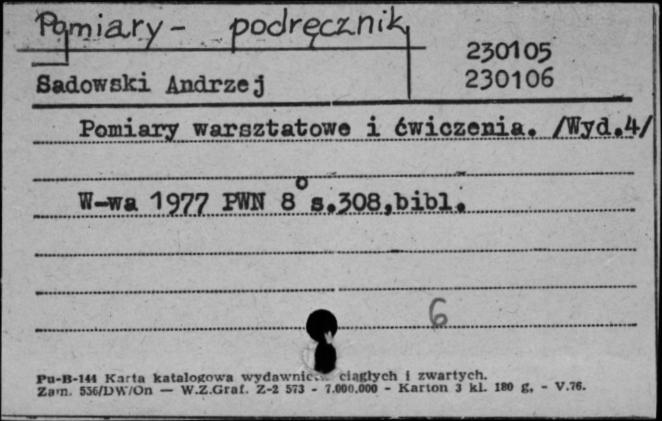 Pomiary - podręcznik
230105
230106
Sadowski Andrzej
Pomiary warsztatowe i ćwiczenia. /Wyd.4/
W-wa 1977 PWN 8° s.308,bibl.
6
Pu-B-144 Karta katalogowa ciągłych i zwartych.
Zam. 536/DW/On — W.Z.Graf. Z-2 573 - 7.000.000 - Karton 3 kl. 180 g, - V.76.